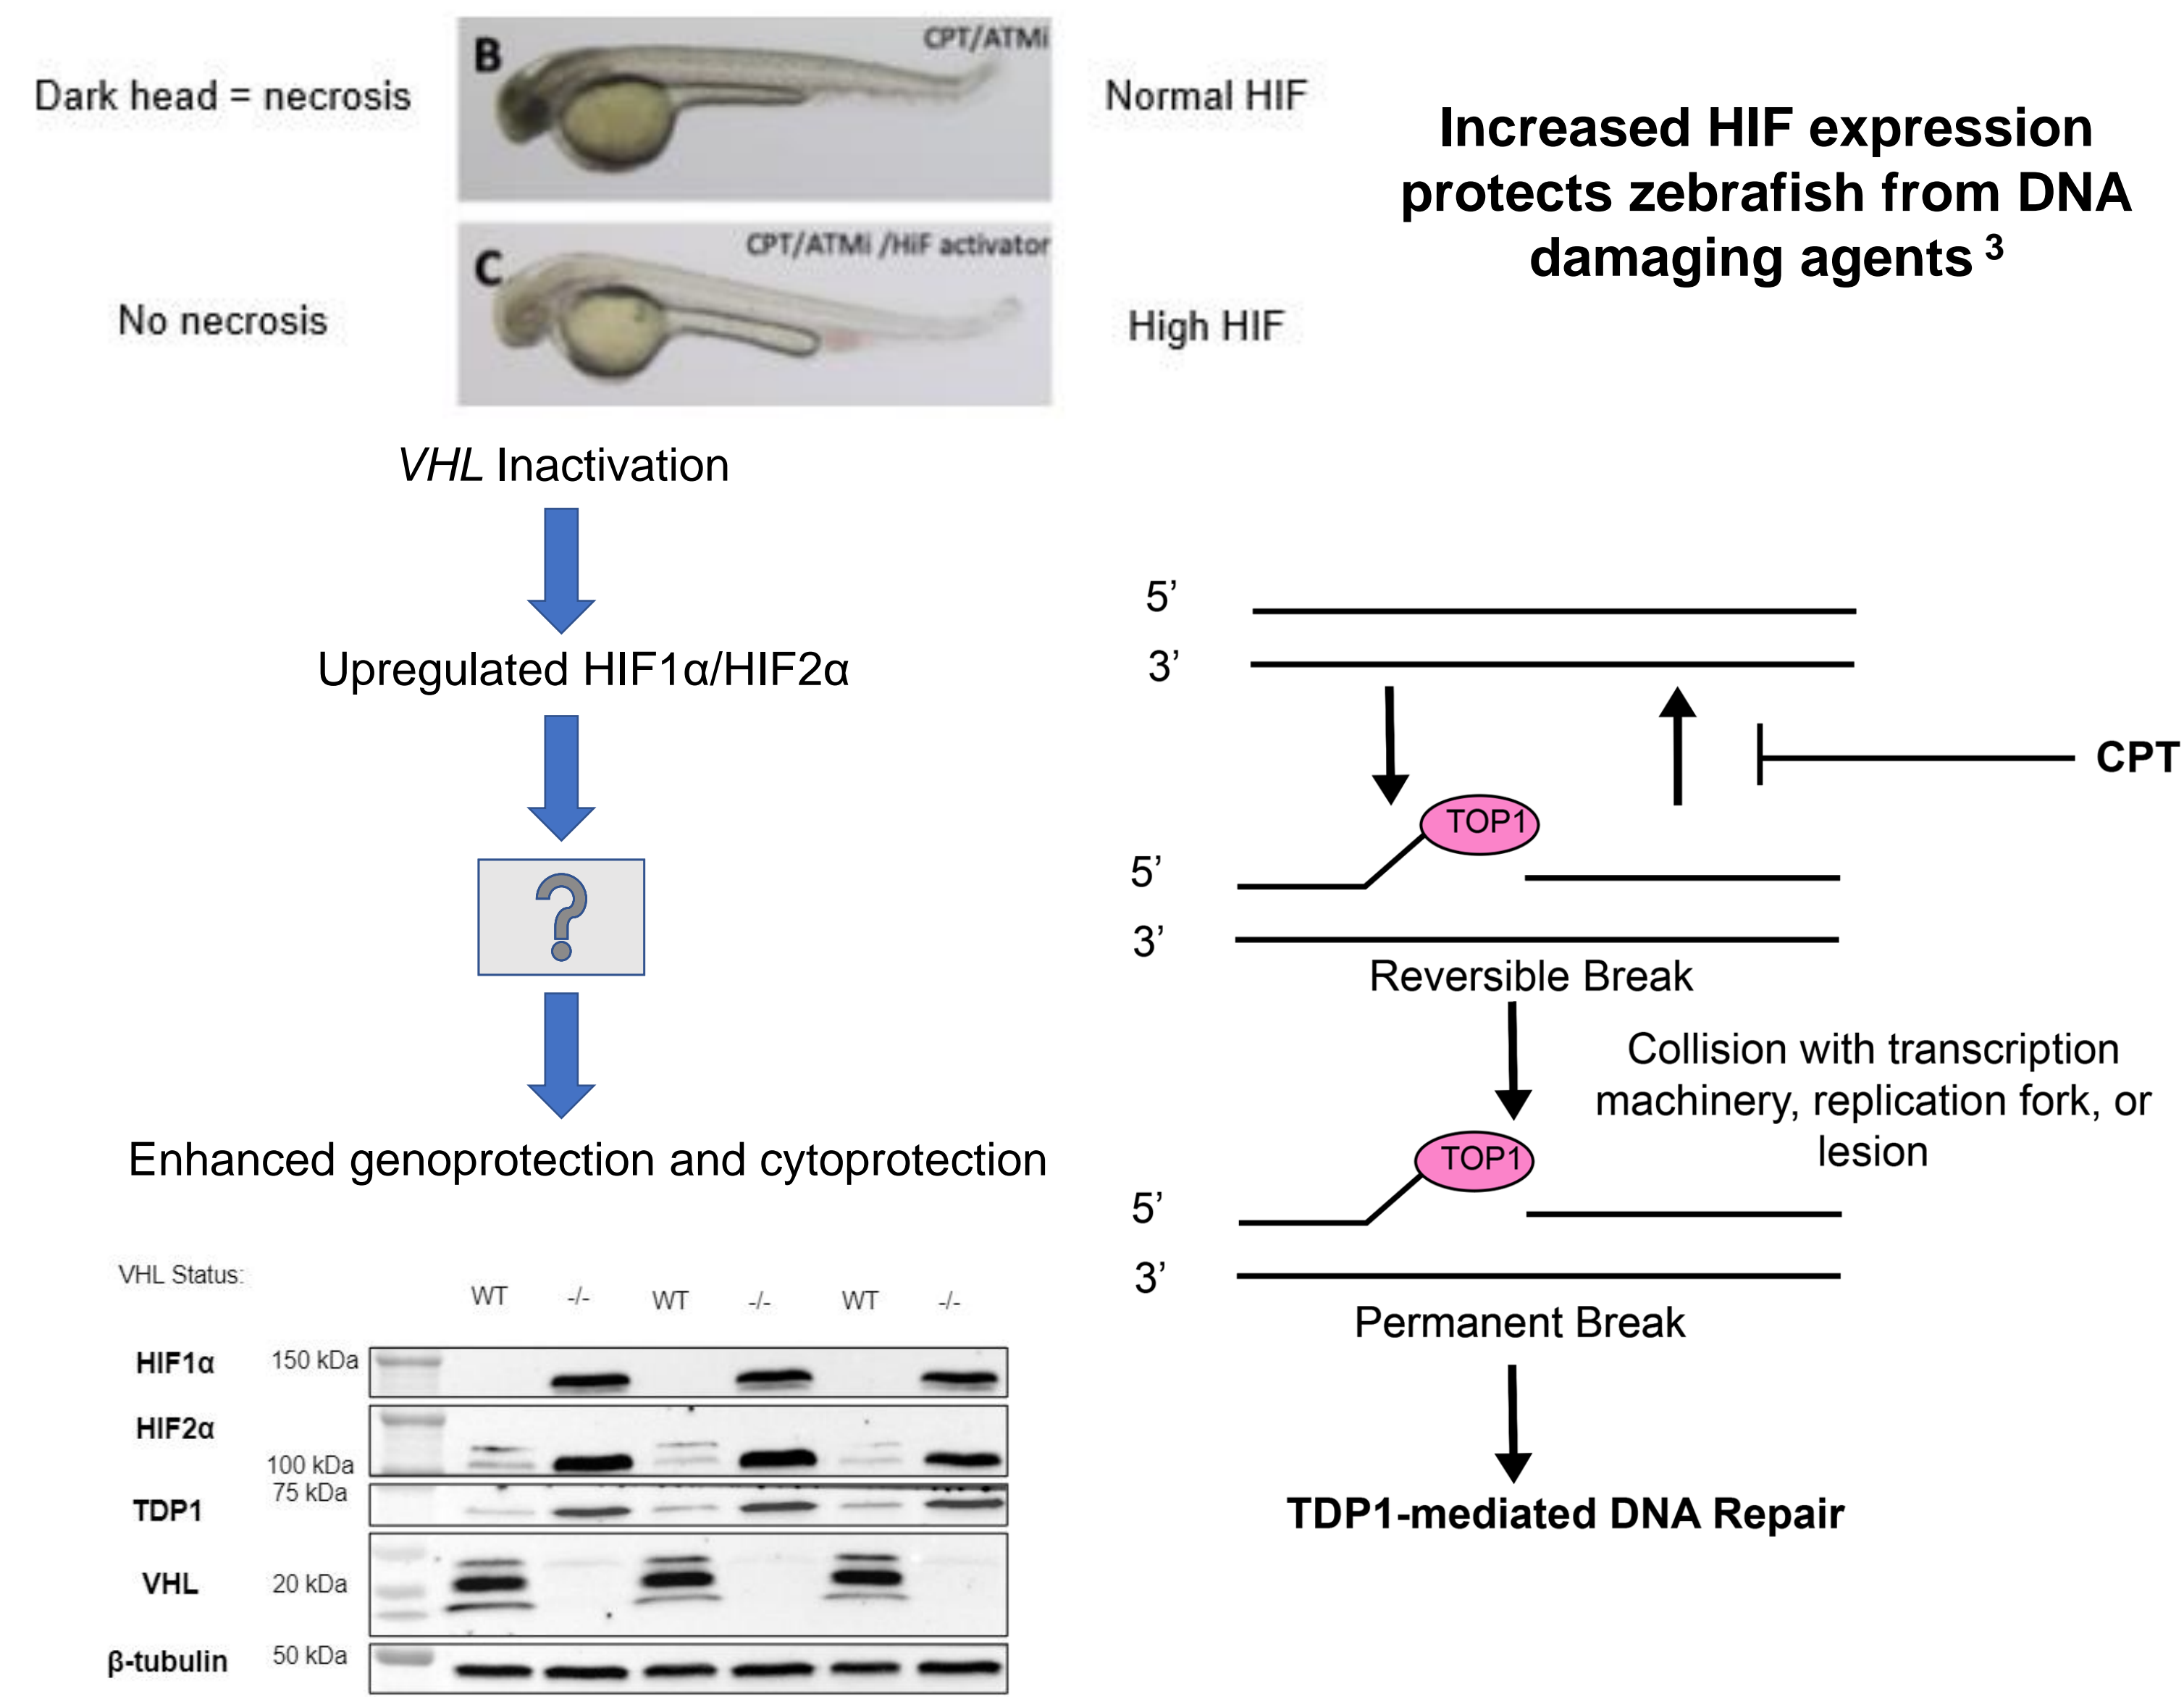 Dark head = necrosis
B
CPT/ATMi
Normal HIF
No necrosis
C
CPT/ATMi /HiF activator
High HIF
Increased HIF expression
protects zebrafish from DNA
damaging agents 3
VHL Inactivation
Upregulated HIF1α/HIF2α
?
Enhanced genoprotection and cytoprotection
VHL Status:
WT -/- WT -/- WT -/-
HIF1α 150 kDa
HIF2α
100 kDa
75 kDa
TDP1
VHL 20 kDa
β-tubulin 50 kDa
5’
3’
CPT
TOP1
5’
3’
Reversible Break
Collision with transcription
machinery, replication fork, or
lesion
TOP1
5’
3’
Permanent Break
TDP1-mediated DNA Repair